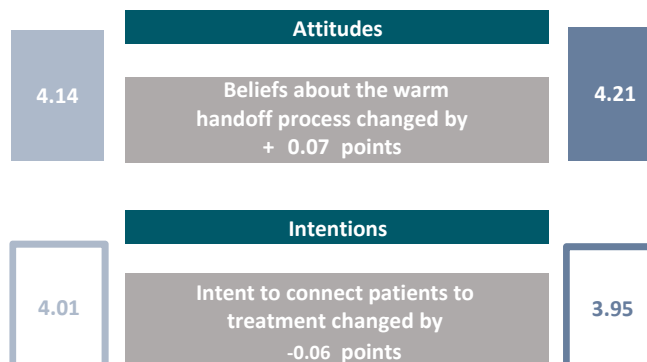 Attitudes
4.14
Beliefs about the warm
handoff process changed by
+ 0.07 points
4.21
Intentions
4.01
Intent to connect patients to
treatment changed by
-0.06 points
3.95